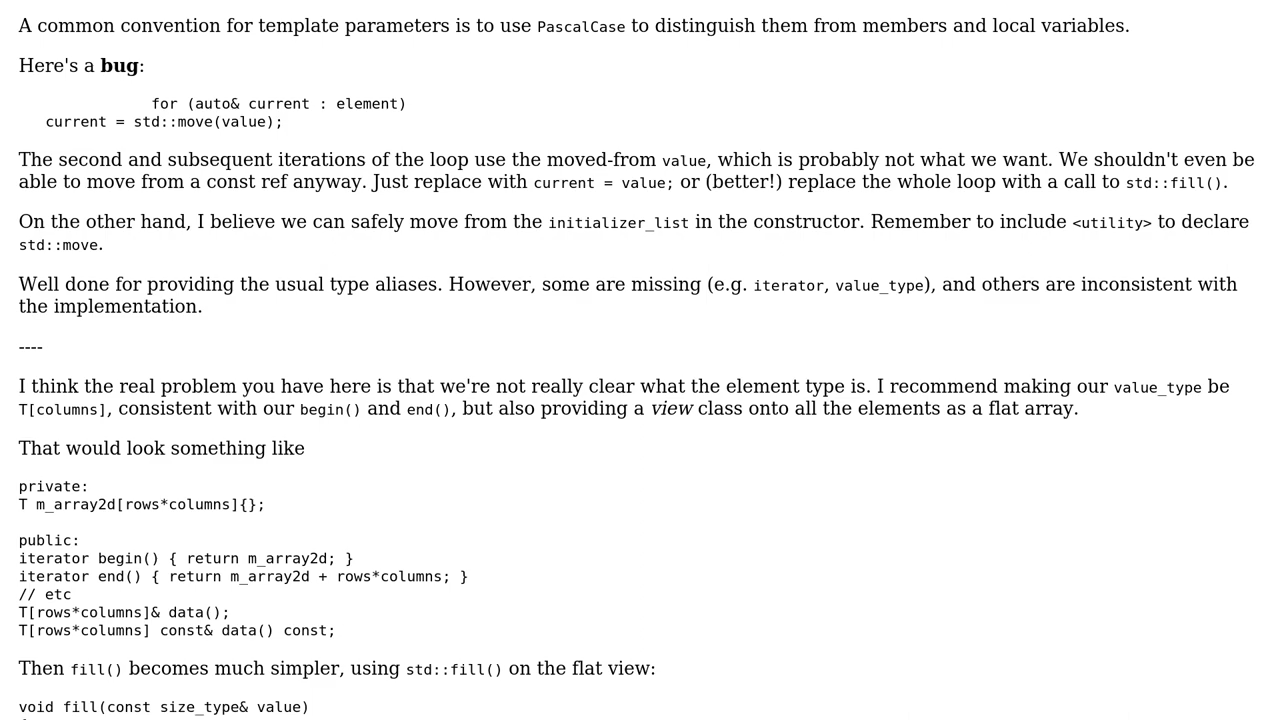 A common convention for template parameters is to use PascalCase to distinguish them from members and local variables.
Here's a bug:
for (auto& current : element)
current = std::move(value);
The second and subsequent iterations of the loop use the moved-from value, which is probably not what we want. We shouldn't even be
able to move from a const ref anyway. Just replace with current = value; or (better!) replace the whole loop with a call to std::fill().
On the other hand, I believe we can safely move from the initializer_list in the constructor. Remember to include <utility> to declare
std::move.
Well done for providing the usual type aliases. However, some are missing (e.g. iterator, value_type), and others are inconsistent with
the implementation.
----
I think the real problem you have here is that we're not really clear what the element type is. I recommend making our value_type be
T[columns], consistent with our begin() and end(), but also providing a view class onto all the elements as a flat array.
That would look something like
private:
T m_array2d[rows*columns]{};
public:
iterator begin() { return m_array2d; }
iterator end() { return m_array2d + rows*columns; }
// etc
T[rows*columns]& data();
T[rows*columns] const& data() const;
Then fill() becomes much simpler, using std::fill() on the flat view:
void fill(const size_type& value)